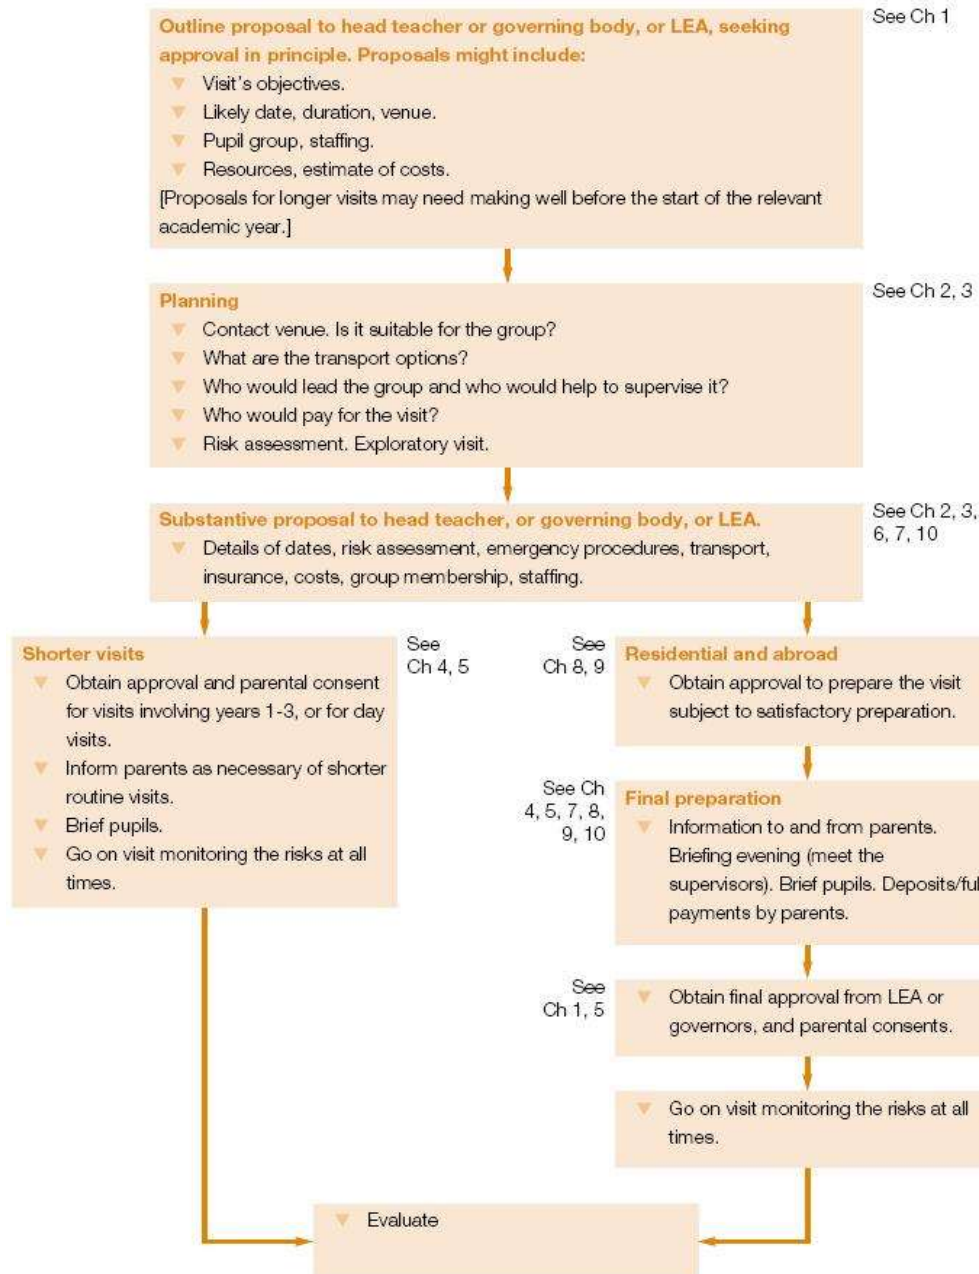 See Ch 1
Outline proposal to head teacher or governing body, or LEA, seeking
approval in principle. Proposals might include:
Visit's objectives.
Likely date, duration, venue.
Pupil group, staffing.
Resources, estimate of costs.
[Proposals for longer visits may need making well before the start of the relevant
academic year.]
See Ch 2, 3
Planning
Contact venue. Is it suitable for the group?
What are the transport options?
Who would lead the group and who would help to supervise it?
Who would pay for the visit?
Risk assessment. Exploratory visit.
See Ch 2, 3,
6, 7, 10
Substantive proposal to head teacher, or governing body, or LEA.
Details of dates, risk assessment, emergency procedures, transport,
insurance, costs, group membership, staffing.
See
Ch 4, 5
Shorter visits
Obtain approval and parental consent
for visits involving years 1-3, or for day
visits.
Inform parents as necessary of shorter
routine visits.
Brief pupils.
Go on visit monitoring the risks at all
times.
See
Ch 8, 9
Residential and abroad
Obtain approval to prepare the visit
subject to satisfactory preparation.
See Ch
4, 5, 7, 8,
9, 10
Final preparation
Information to and from parents.
Briefing evening (meet the
supervisors). Brief pupils. Deposits/ful
payments by parents.
See
Ch 1, 5
Obtain final approval from LEA or
governors, and parental consents.
Go on visit monitoring the risks at all
times.
Evaluate